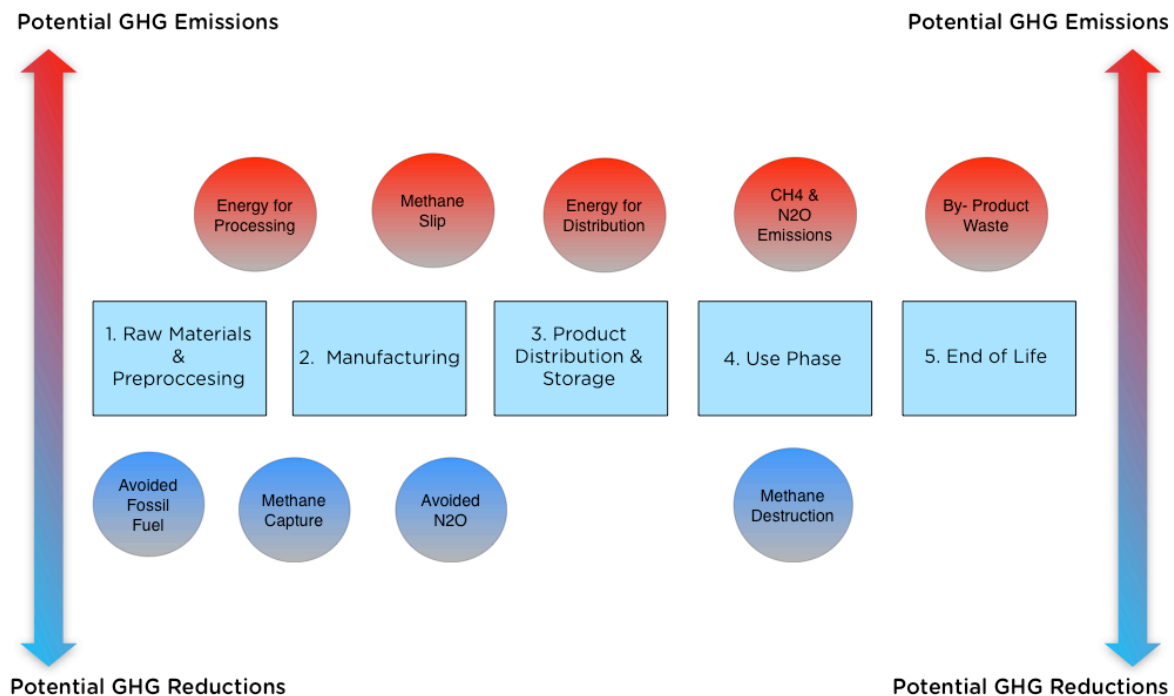 Potential GHG Emissions
Potential GHG Emissions
Energy for
Processing
Methane
Slip
Energy for
Distribution
CH4 &
N2O
Emissions
By- Product
Waste
1. Raw Materials
&
Preproccesing
2. Manufacturing
3. Product
Distribution &
Storage
4. Use Phase
5. End of Life
Avoided
Fossil
Fuel
Methane
Capture
Avoided
N2O
Methane
Destruction
Potential GHG Reductions
Potential GHG Reductions